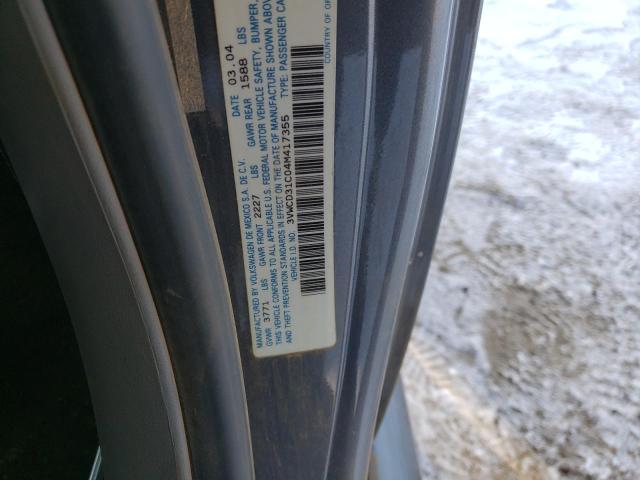 MANUFACTURED BY VOLKSWAGEN DE MEXICO S.A. DE C.V. DATE 03.04
GVWR 3771 LBS GAWR FRONT 2227 LBS GAWR REAR 1588 LBS
THIS VEHICLE CONFORMS TO ALL APPLICABLE U.S. FEDERAL MOTOR VEHICLE SAFETY, BUMPER,
AND THEFT PREVENTION STANDARDS IN EFFECT ON THE DATE OF MANUFACTURE SHOWN ABOV
VEHICLE I.D. NO. 3VWCD31C04M417355 TYPE: PASSENGER CA
COUNTRY OF OR